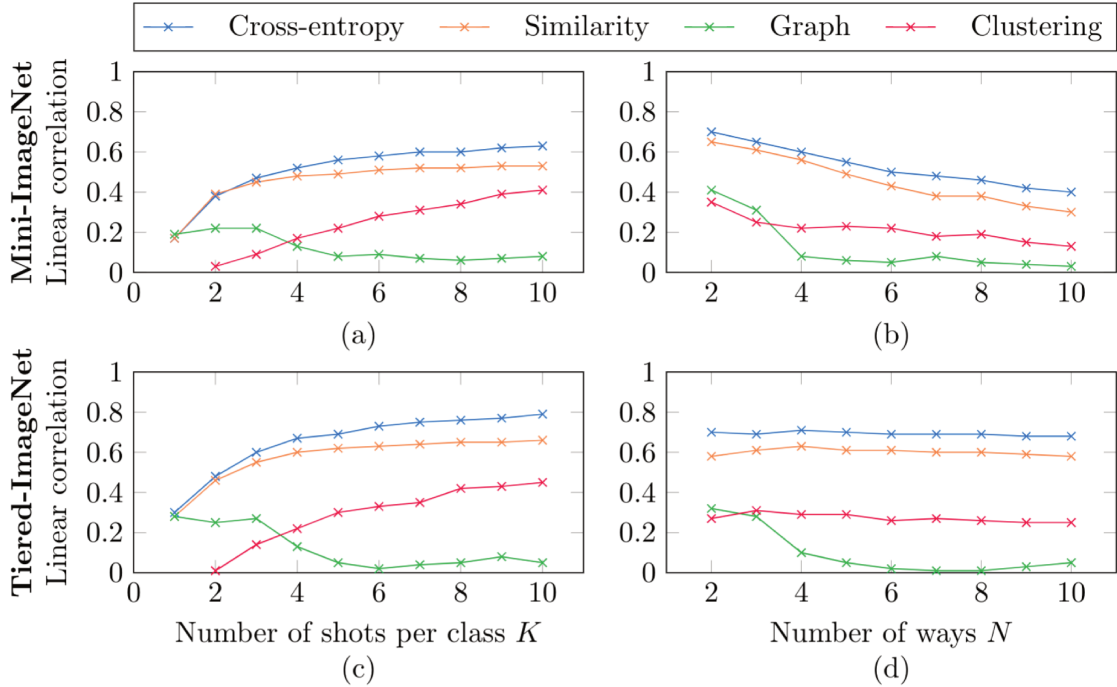 Cross-entropy Similarity Graph Clustering
Mini-ImageNet
Linear correlation
1
0.8
0.6
0.4
0.2
0
0 2 4 6 8 10
(a)
1
0.8
0.6
0.4
0.2
0
2 4 6 8 10
(b)
Tiered-ImageNet
Linear correlation
1
0.8
0.6
0.4
0.2
0
0 2 4 6 8 10
Number of shots per class K
(c)
1
0.8
0.6
0.4
0.2
0
2 4 6 8 10
Number of ways N
(d)